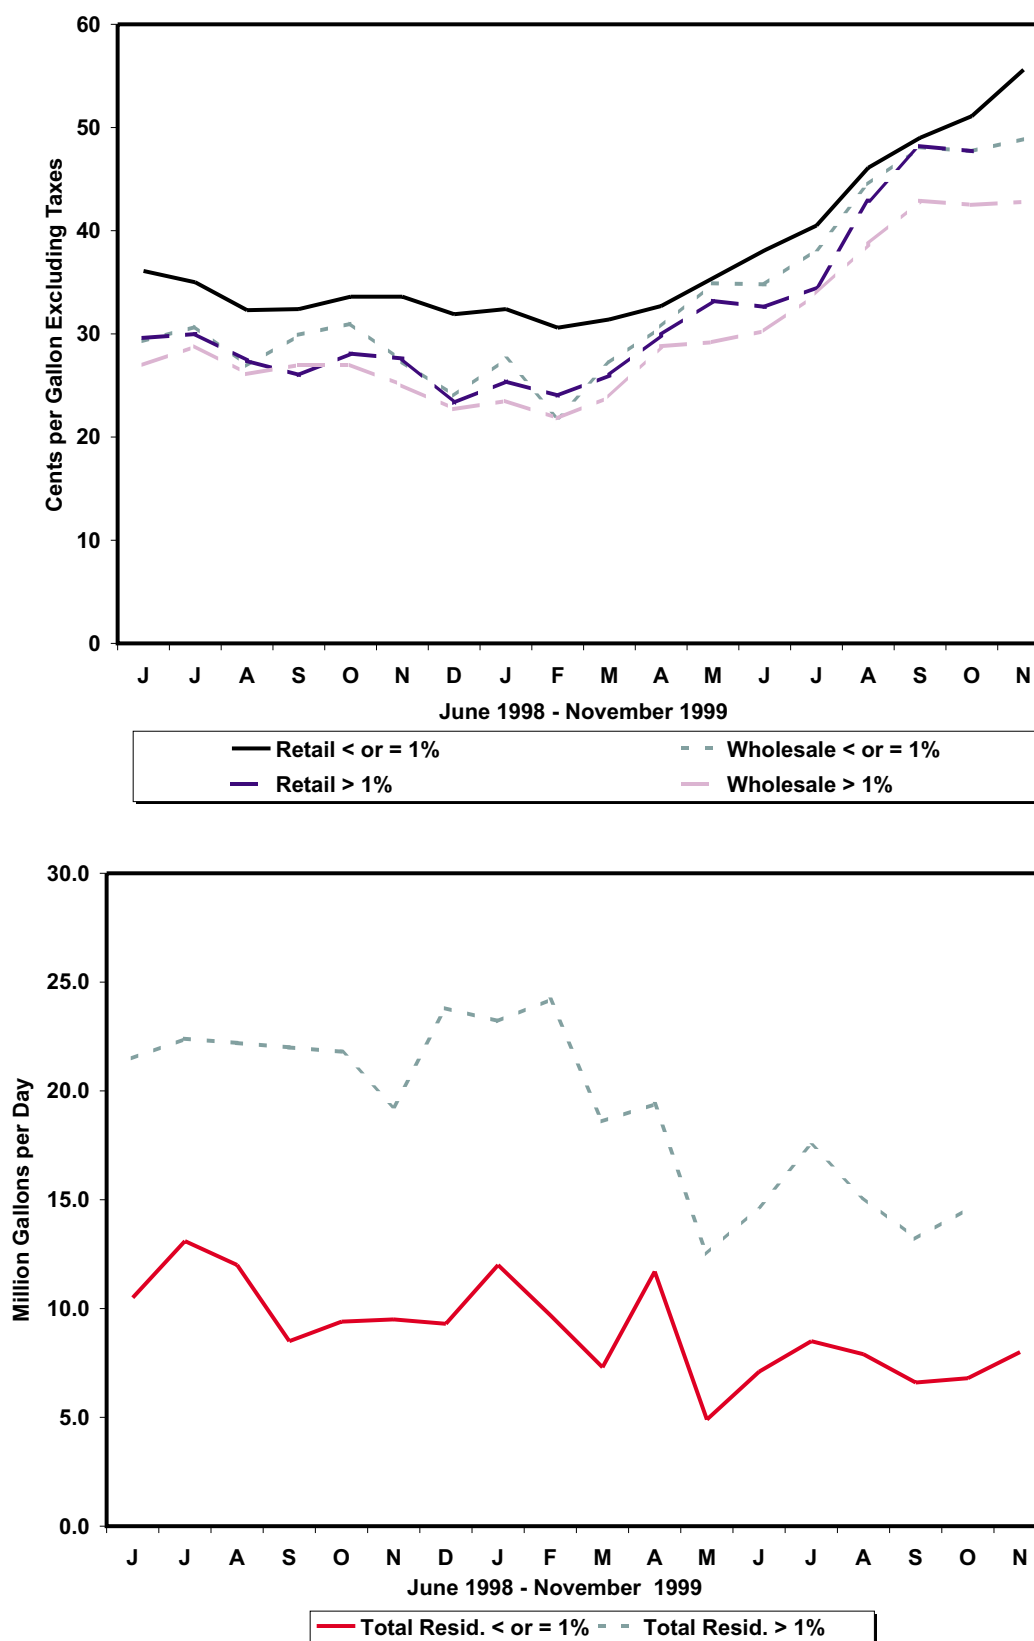 60
50
40
30
20
10
0
Cents per Gallon Excluding Taxes
J J A S O N D J F M A M J J A S O N
June 1998 - November 1999
Retail < or = 1% Wholesale < or = 1%
Retail > 1% Wholesale > 1%
30.0
25.0
20.0
15.0
10.0
5.0
0.0
Million Gallons per Day
J J A S O N D J F M A M J J A S O N
June 1998 - November 1999
Total Resid. < or = 1% Total Resid. > 1%